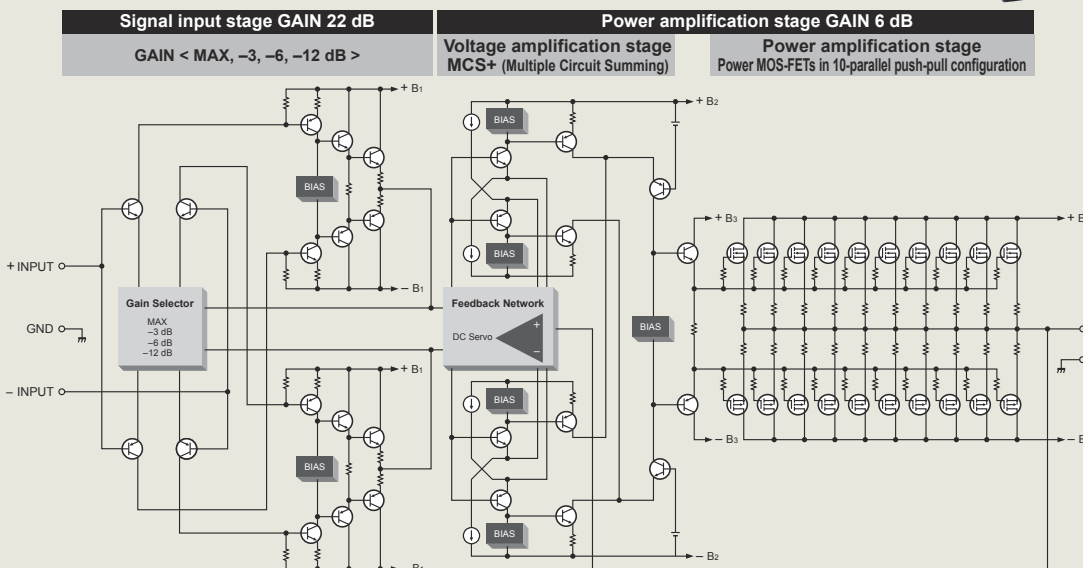 Signal input stage GAIN 22 dB
GAIN < MAX, –3, –6, –12 dB >
Power amplification stage GAIN 6 dB
Voltage amplification stage
MCS+ (Multiple Circuit Summing)
Power amplification stage
Power MOS-FETs in 10-parallel push-pull configuration
+ B1
BIAS
– B1
+ INPUT
GND
– INPUT
Gain Selector
MAX
–3 dB
–6 dB
–12 dB
+ B1
BIAS
– B1
+ B2
BIAS
BIAS
Feedback Network
DC Servo
+
–
BIAS
BIAS
– B2
BIAS
+ B3
– B3
+ B
– B